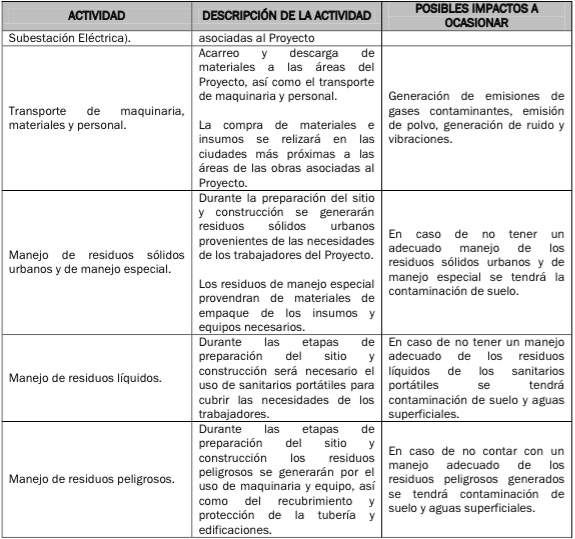 ACTIVIDAD
DESCRIPCIÓN DE LA ACTIVIDAD
POSIBLES IMPACTOS A
OCASIONAR
Subestación Eléctrica).
asociadas al Proyecto
Transporte de maquinaria,
materiales y personal.
Acarreo y descarga de
materiales a las áreas del
Proyecto, así como el transporte
de maquinaria y personal.
La compra de materiales e
insumos se relizará en las
ciudades más próximas a las
áreas de las obras asociadas al
Proyecto.
Generación de emisiones de
gases contaminantes, emisión
de polvo, generación de ruido y
vibraciones.
Manejo de residuos sólidos
urbanos y de manejo especial.
Durante la preparación del sitio
y construcción se generarán
residuos sólidos urbanos
provenientes de las necesidades
de los trabajadores del Proyecto.
Los residuos de manejo especial
provendran de materiales de
empaque de los insumos y
equipos necesarios.
En caso de no tener un
adecuado manejo de los
residuos sólidos urbanos y de
manejo especial se tendrá la
contaminación de suelo.
Manejo de residuos líquidos.
Durante las etapas de
preparación del sitio y
construcción será necesario el
uso de sanitarios portátiles para
cubrir las necesidades de los
trabajadores.
En caso de no tener un manejo
adecuado de los residuos
líquidos de los sanitarios
portátiles se tendrá
contaminación de suelo y aguas
superficiales.
Manejo de residuos peligrosos.
Durante las etapas de
preparación del sitio y
construcción los residuos
peligrosos se generarán por el
uso de maquinaria y equipo, así
como del recubrimiento y
protección de la tubería y
edificaciones.
En caso de no contar con un
manejo adecuado de los
residuos peligrosos generados
se tendrá contaminación de
suelo y aguas superficiales.